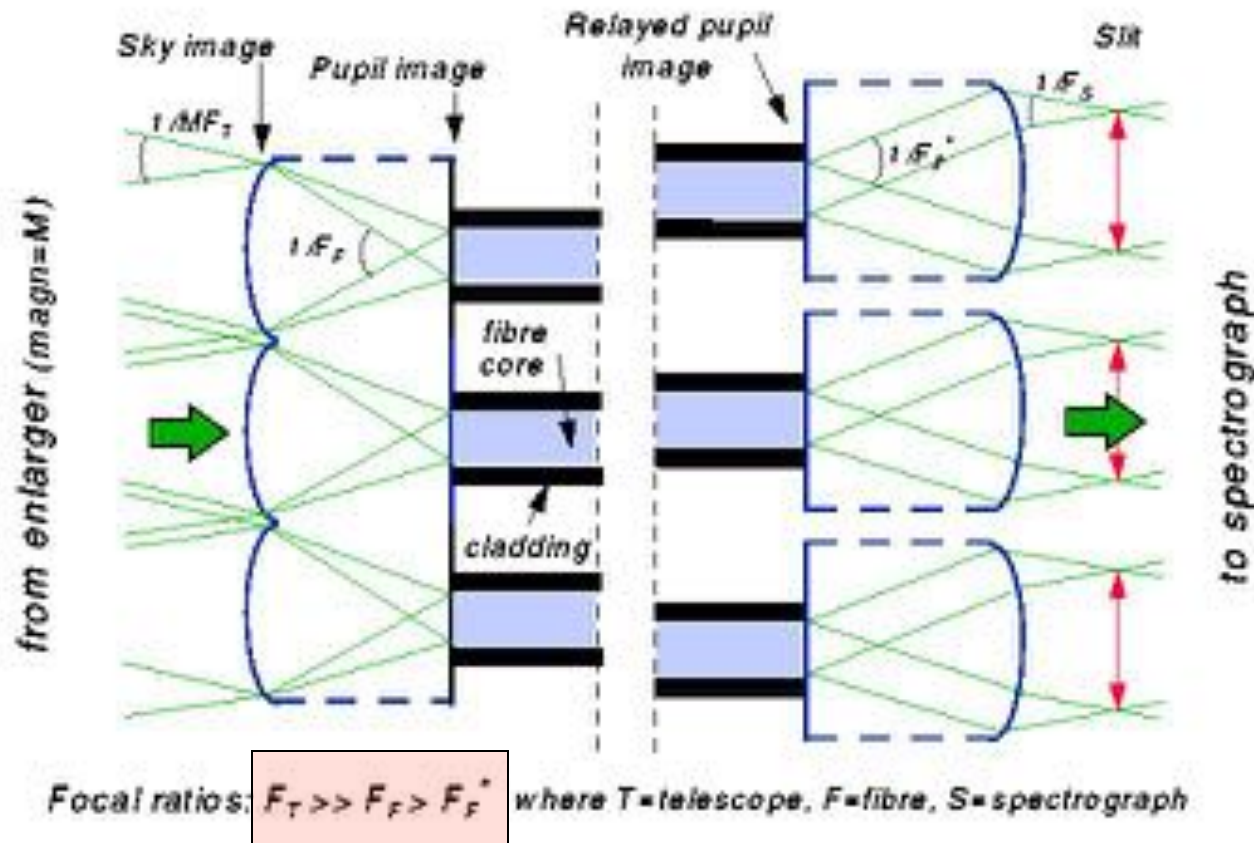 Sky image
Pupil image
Relayed pupil
image
Slit
1/MF_T
1/F_F
1/F_F*
1/F_S
from enlarger (magn=M)
fibre
core
cladding
to spectrograph
Focal ratios: F_T >> F_F > F_F* where T=telescope, F=fibre, S=spectrograph